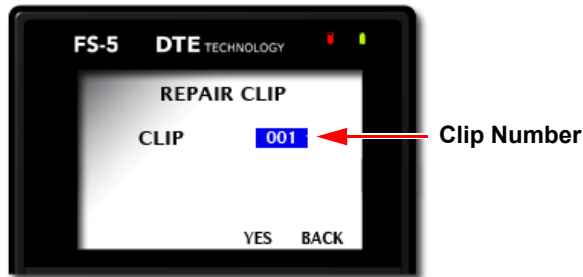 FS-5 DTE TECHNOLOGY
REPAIR CLIP
CLIP 001 Clip Number
YES BACK